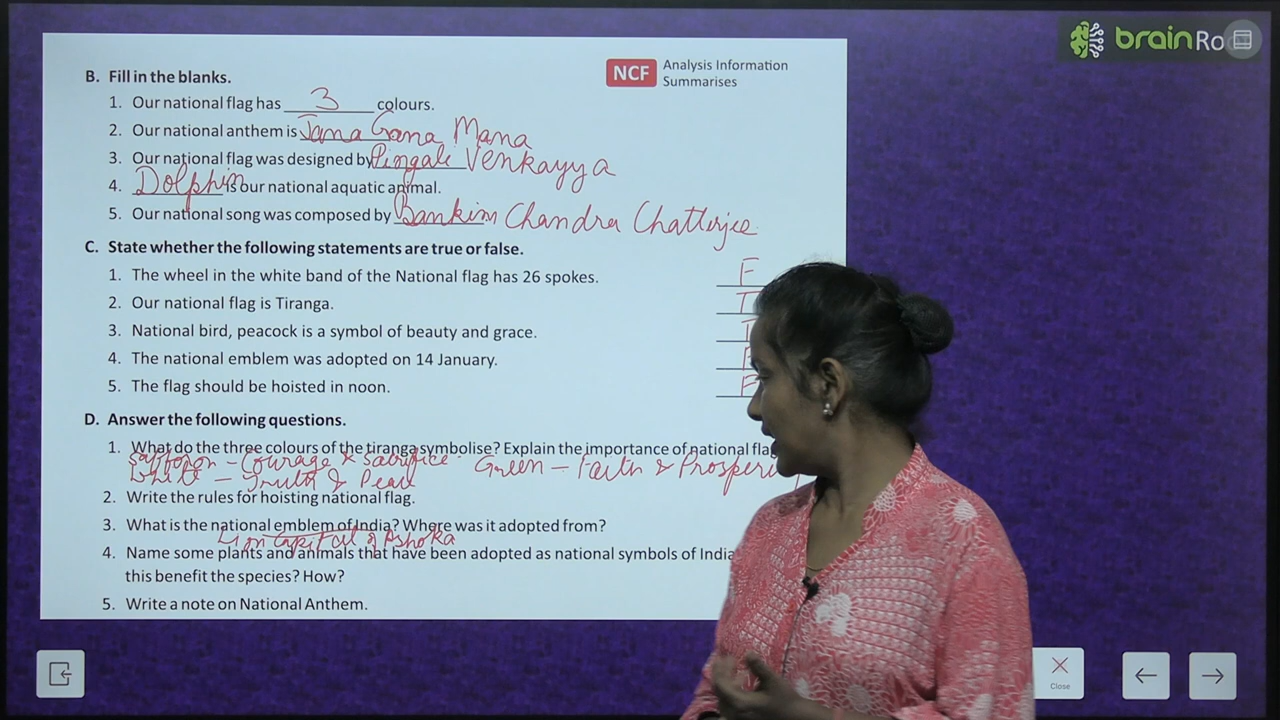 brainRo
B. Fill in the blanks.
NCF Analysis Information
Summarises
1. Our national flag has 3 colours.
2. Our national anthem is Jana Gana Mana
3. Our national flag was designed by Pingali Venkayya
4. Dolphin is our national aquatic animal.
5. Our national song was composed by Bankim Chandra Chatterjee
C. State whether the following statements are true or false.
1. The wheel in the white band of the National flag has 26 spokes. F
2. Our national flag is Tiranga. T
3. National bird, peacock is a symbol of beauty and grace. T
4. The national emblem was adopted on 14 January. F
5. The flag should be hoisted in noon. F
D. Answer the following questions.
1. What do the three colours of the tiranga symbolise? Explain the importance of national fla
Safforon - Courage & Sacrifice. Green - Faith & Prosperi
White - Truth & Peace
2. Write the rules for hoisting national flag.
3. What is the national emblem of India? Where was it adopted from?
Lion Capital of Ashoka
4. Name some plants and animals that have been adopted as national symbols of India
this benefit the species? How?
5. Write a note on National Anthem.
Close